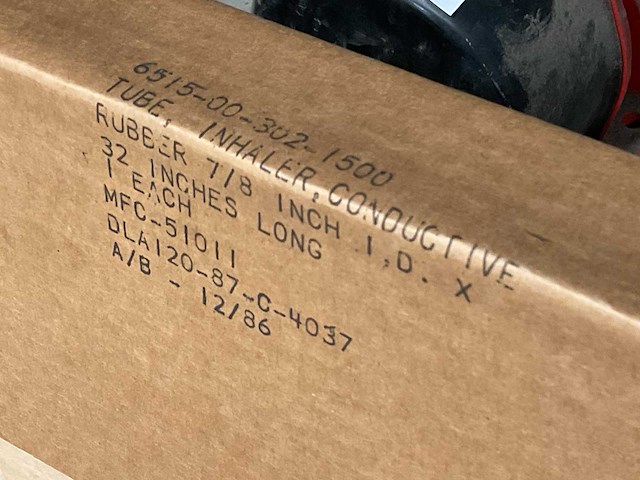 6515-00-302-1500
TUBE, INHALER, CONDUCTIVE
RUBBER 7/8 INCH I.D. X
32 INCHES LONG
1 EACH
MFC-51011
DLA120-87-C-4037
A/B - 12/86